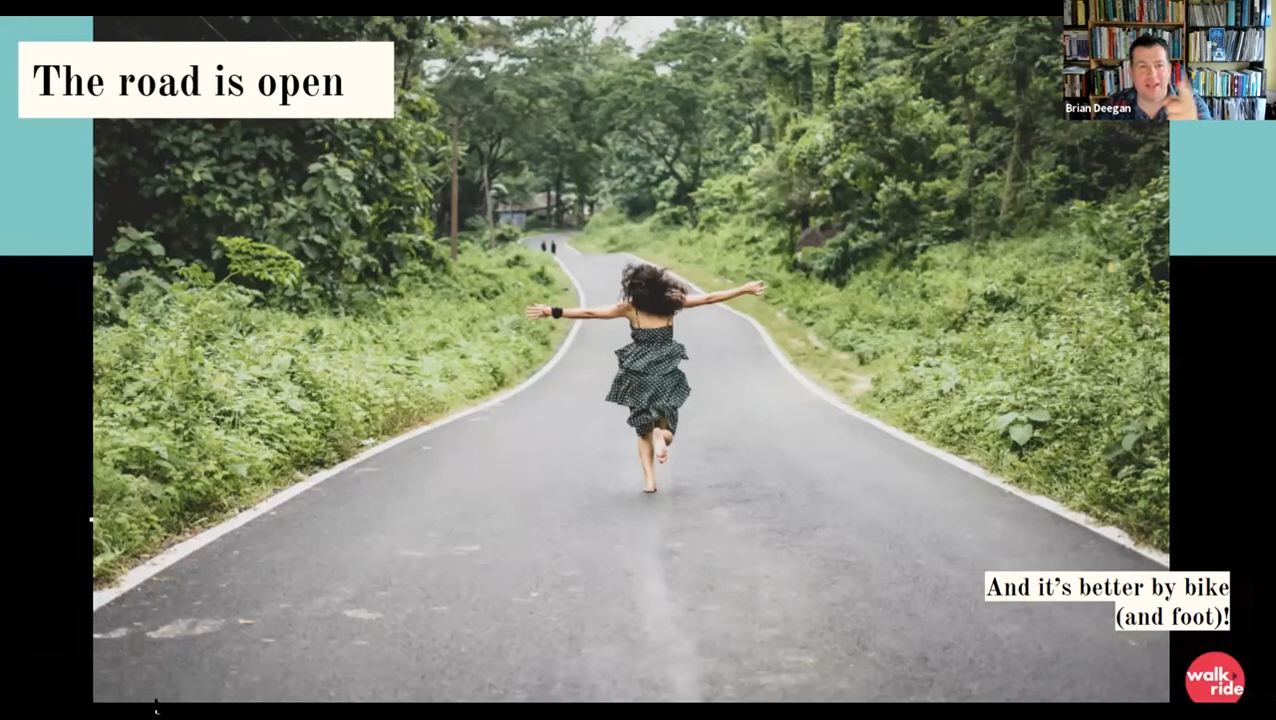 The road is open
Brian Deegan
And it's better by bike
(and foot)!
walk
ride